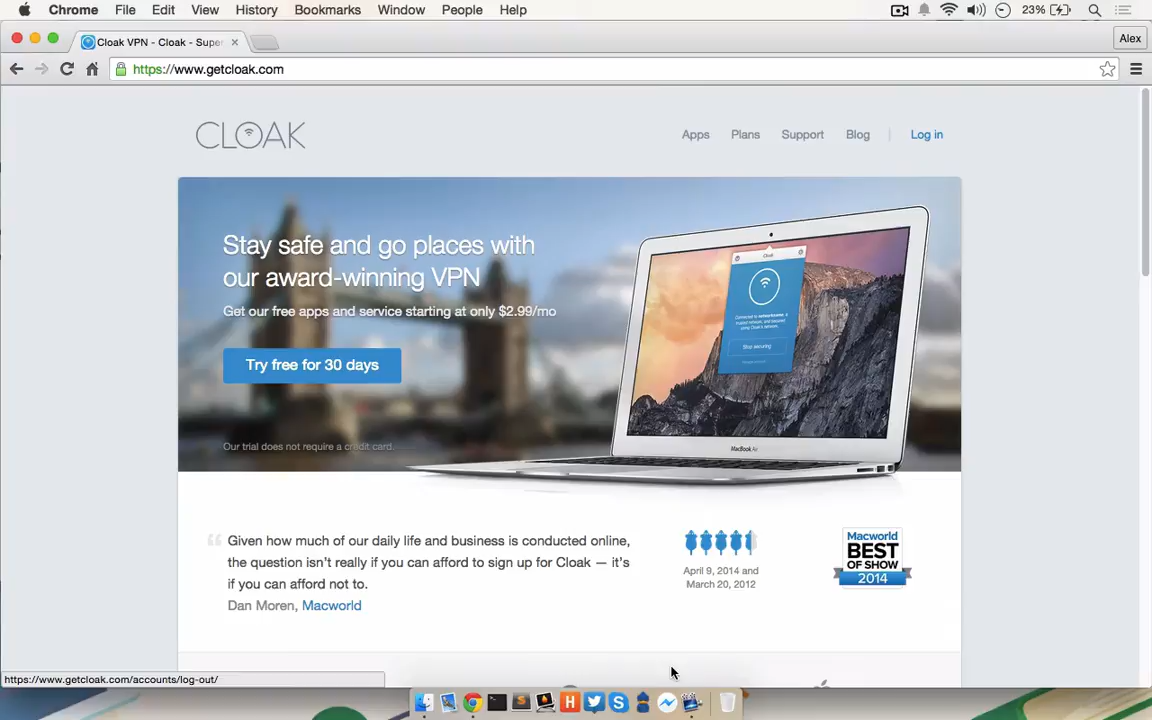 Chrome File Edit View History Bookmarks Window People Help 23%
Cloak VPN - Cloak - Super
Alex
https://www.getcloak.com
CLOAK
Apps Plans Support Blog Log in
Stay safe and go places with
our award-winning VPN
Get our free apps and service starting at only $2.99/mo
Try free for 30 days
Our trial does not require a credit card.
Cloak
Stop securing
MacBook Air
Given how much of our daily life and business is conducted online,
the question isn't really if you can afford to sign up for Cloak — it's
if you can afford not to.
Dan Moren, Macworld
April 9, 2014 and
March 20, 2012
Macworld
BEST
OF SHOW
2014
https://www.getcloak.com/accounts/log-out/